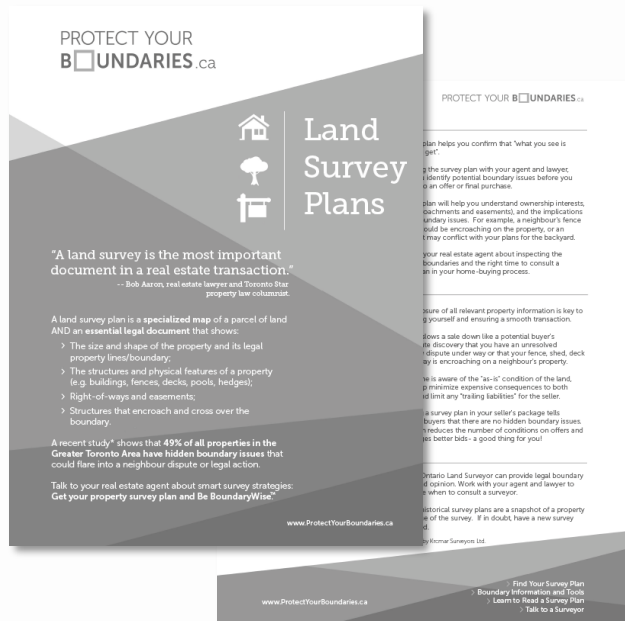 PROTECT YOUR
B□UNDARIES.ca
Land
Survey
Plans
"A land survey is the most important
document in a real estate transaction."
-- Bob Aaron, real estate lawyer and Toronto Star
property law columnist.
A land survey plan is a specialized map of a parcel of land
AND an essential legal document that shows:
> The size and shape of the property and its legal
property lines/boundary;
> The structures and physical features of a property
(e.g. buildings, fences, decks, pools, hedges);
> Right-of-ways and easements;
> Structures that encroach and cross over the
boundary.
A recent study* shows that 49% of all properties in the
Greater Toronto Area have hidden boundary issues that
could flare into a neighbour dispute or legal action.
Talk to your real estate agent about smart survey strategies:
Get your property survey plan and Be BoundaryWise.™
www.ProtectYourBoundaries.ca
PROTECT YOUR B□UNDARIES.ca
plan helps you confirm that "what you see is
get".
the survey plan with your agent and lawyer,
identify potential boundary issues before you
an offer or final purchase.
plan will help you understand ownership interests,
and easements), and the implications
issues. For example, a neighbour's fence
could be encroaching on the property, or an
may conflict with your plans for the backyard.
your real estate agent about inspecting the
boundaries and the right time to consult a
in your home-buying process.
of all relevant property information is key to
yourself and ensuring a smooth transaction.
a sale down like a potential buyer's
discovery that you have an unresolved
dispute under way or that your fence, shed, deck
is encroaching on a neighbour's property.
is aware of the "as-is" condition of the land,
minimize expensive consequences to both
limit any "trailing liabilities" for the seller.
a survey plan in your seller's package tells
buyers that there are no hidden boundary issues.
reduces the number of conditions on offers and
better bids- a good thing for you!
Ontario Land Surveyor can provide legal boundary
opinion. Work with your agent and lawyer to
when to consult a surveyor.
historical survey plans are a snapshot of a property
of the survey. If in doubt, have a new survey
by Krcmar Surveyors Ltd.
www.ProtectYourBoundaries.ca
> Find Your Survey Plan
> Boundary Information and Tools
> Learn to Read a Survey Plan
> Talk to a Surveyor